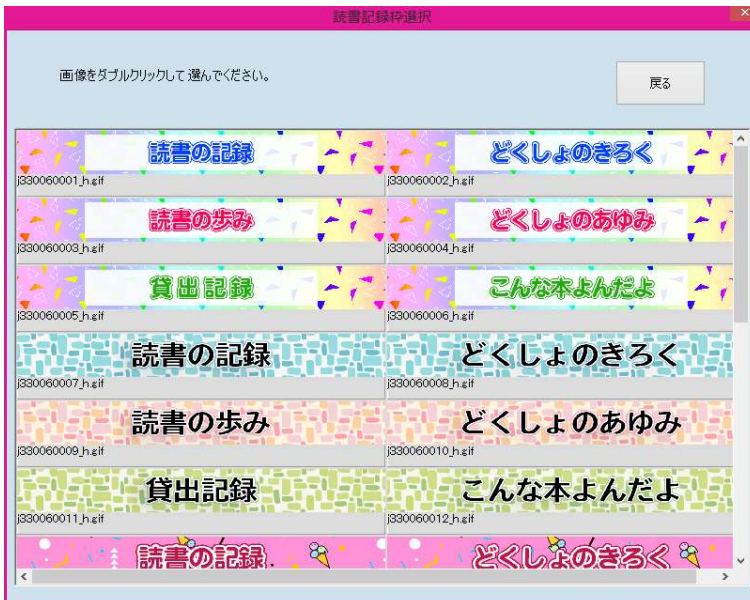 読書記録枠選択
画像をダブルクリックして選んでください。
戻る
読書の記録 どくしょのきろく
j330060001_h.gif j330060002_h.gif
読書の歩み どくしょのあゆみ
j330060003_h.gif j330060004_h.gif
貸出記録 こんな本よんだよ
j330060005_h.gif j330060006_h.gif
読書の記録 どくしょのきろく
j330060007_h.gif j330060008_h.gif
読書の歩み どくしょのあゆみ
j330060009_h.gif j330060010_h.gif
貸出記録 こんな本よんだよ
j330060011_h.gif j330060012_h.gif
読書の記録 どくしょのきろく